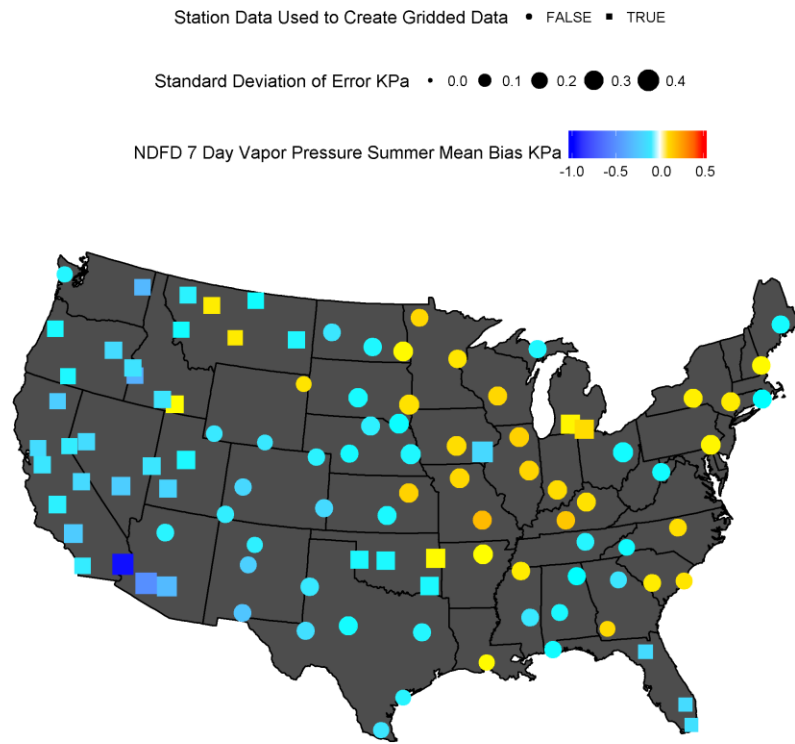 Station Data Used to Create Gridded Data FALSE TRUE
Standard Deviation of Error KPa 0.0 0.1 0.2 0.3 0.4
NDFD 7 Day Vapor Pressure Summer Mean Bias KPa
-1.0 -0.5 0.0 0.5